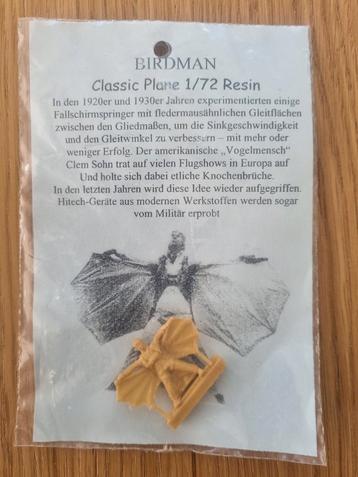 BIRDMAN
Classic Plane 1/72 Resin
In den 1920er und 1930er Jahren experimentierten einige
Fallschirmspringer mit fledermausähnlichen Gleitflächen
zwischen den Gliedmaßen, um die Sinkgeschwindigkeit
und den Gleitwinkel zu verbessern – mit mehr oder
weniger Erfolg. Der amerikanische „Vogelmensch“
Clem Sohn trat auf vielen Flugshows in Europa auf
Und holte sich dabei etliche Knochenbrüche.
In den letzten Jahren wird diese Idee wieder aufgegriffen.
Hitech-Geräte aus modernen Werkstoffen werden sogar
vom Militär erprobt